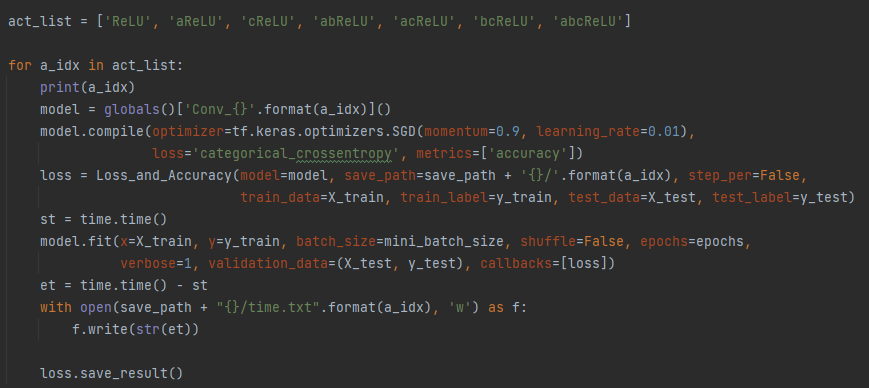 act_list = ['ReLU', 'aReLU', 'cReLU', 'abReLU', 'acReLU', 'bcReLU', 'abcReLU']
for a_idx in act_list:
print(a_idx)
model = globals()['Conv_{}'.format(a_idx)]()
model.compile(optimizer=tf.keras.optimizers.SGD(momentum=0.9, learning_rate=0.01),
loss='categorical_crossentropy', metrics=['accuracy'])
loss = Loss_and_Accuracy(model=model, save_path=save_path + '{}/'.format(a_idx), step_per=False,
train_data=X_train, train_label=y_train, test_data=X_test, test_label=y_test)
st = time.time()
model.fit(x=X_train, y=y_train, batch_size=mini_batch_size, shuffle=False, epochs=epochs,
verbose=1, validation_data=(X_test, y_test), callbacks=[loss])
et = time.time() - st
with open(save_path + "{}/time.txt".format(a_idx), 'w') as f:
f.write(str(et))
loss.save_result()